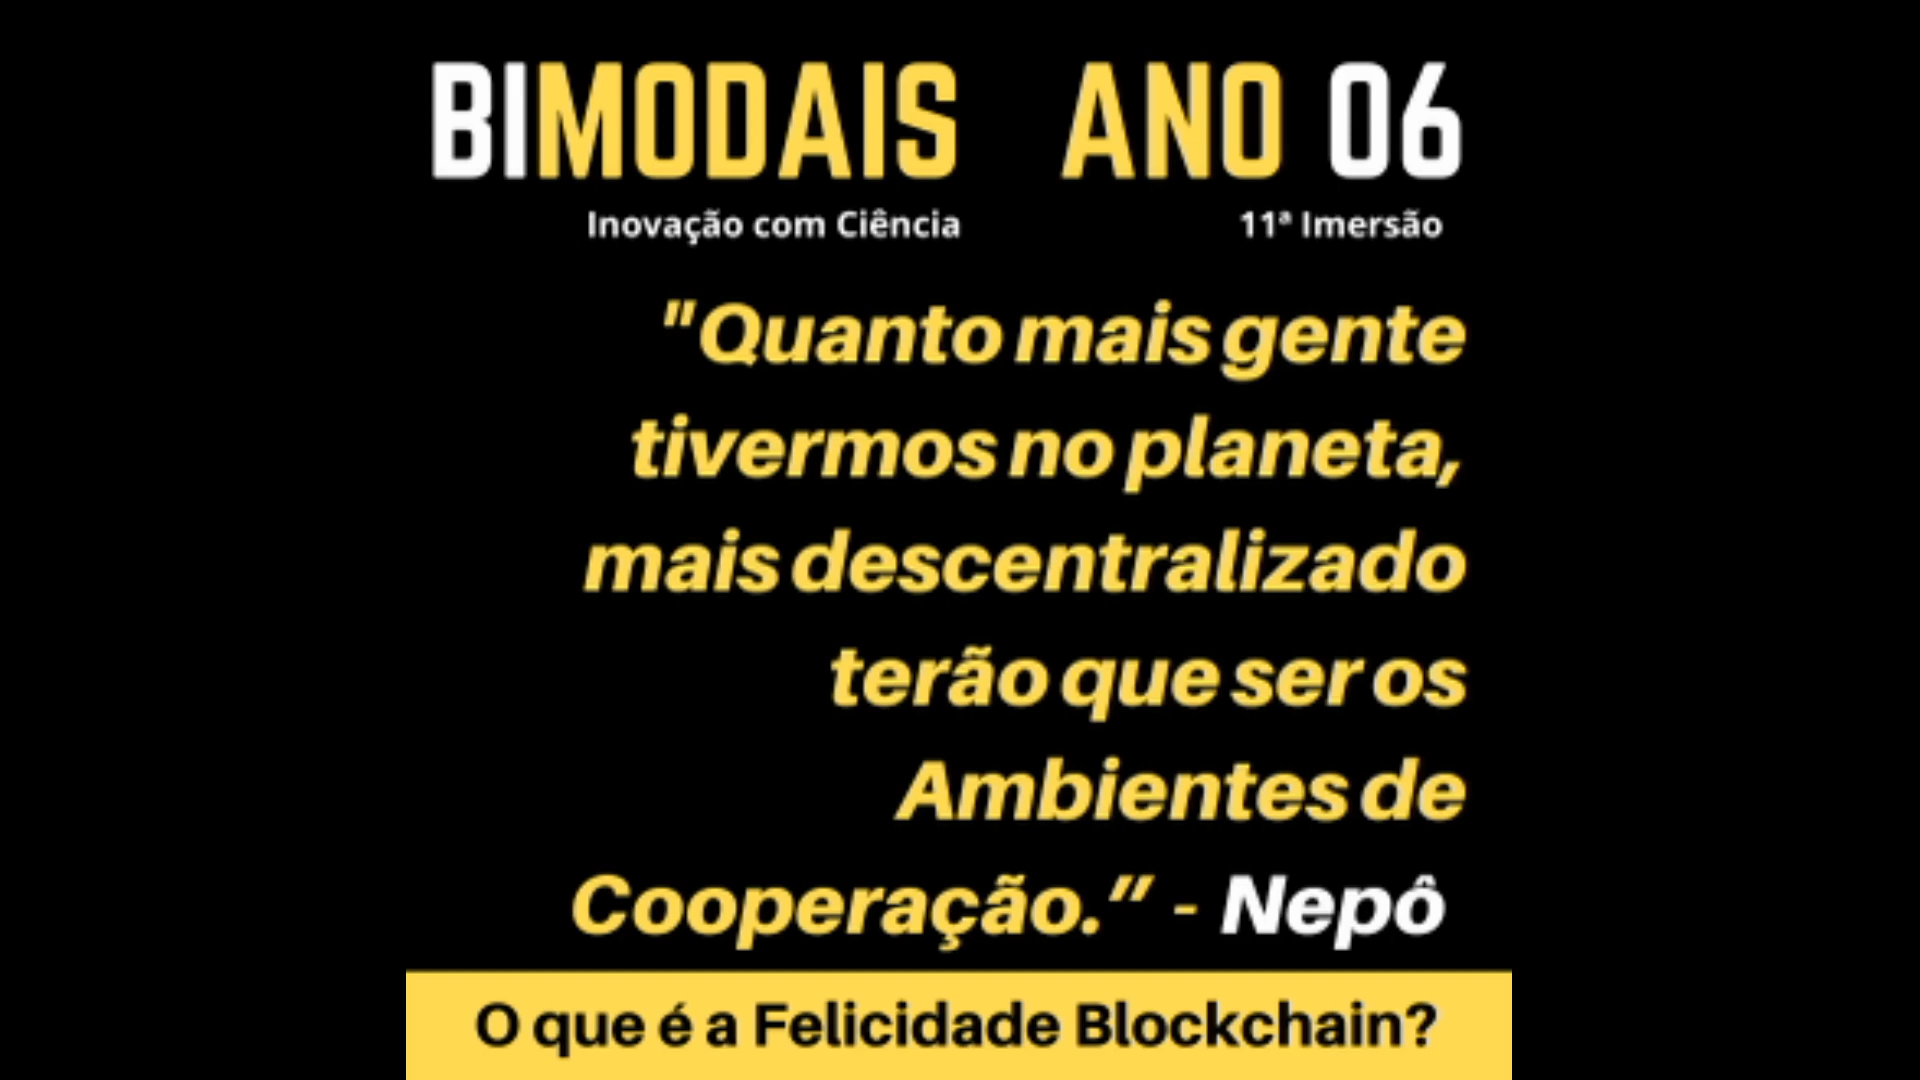 BIMODAIS ANO 06
Inovação com Ciência 11ª Imersão
"Quanto mais gente
tivermos no planeta,
mais descentralizado
terão que ser os
Ambientes de
Cooperação.” - Nepô
O que é a Felicidade Blockchain?